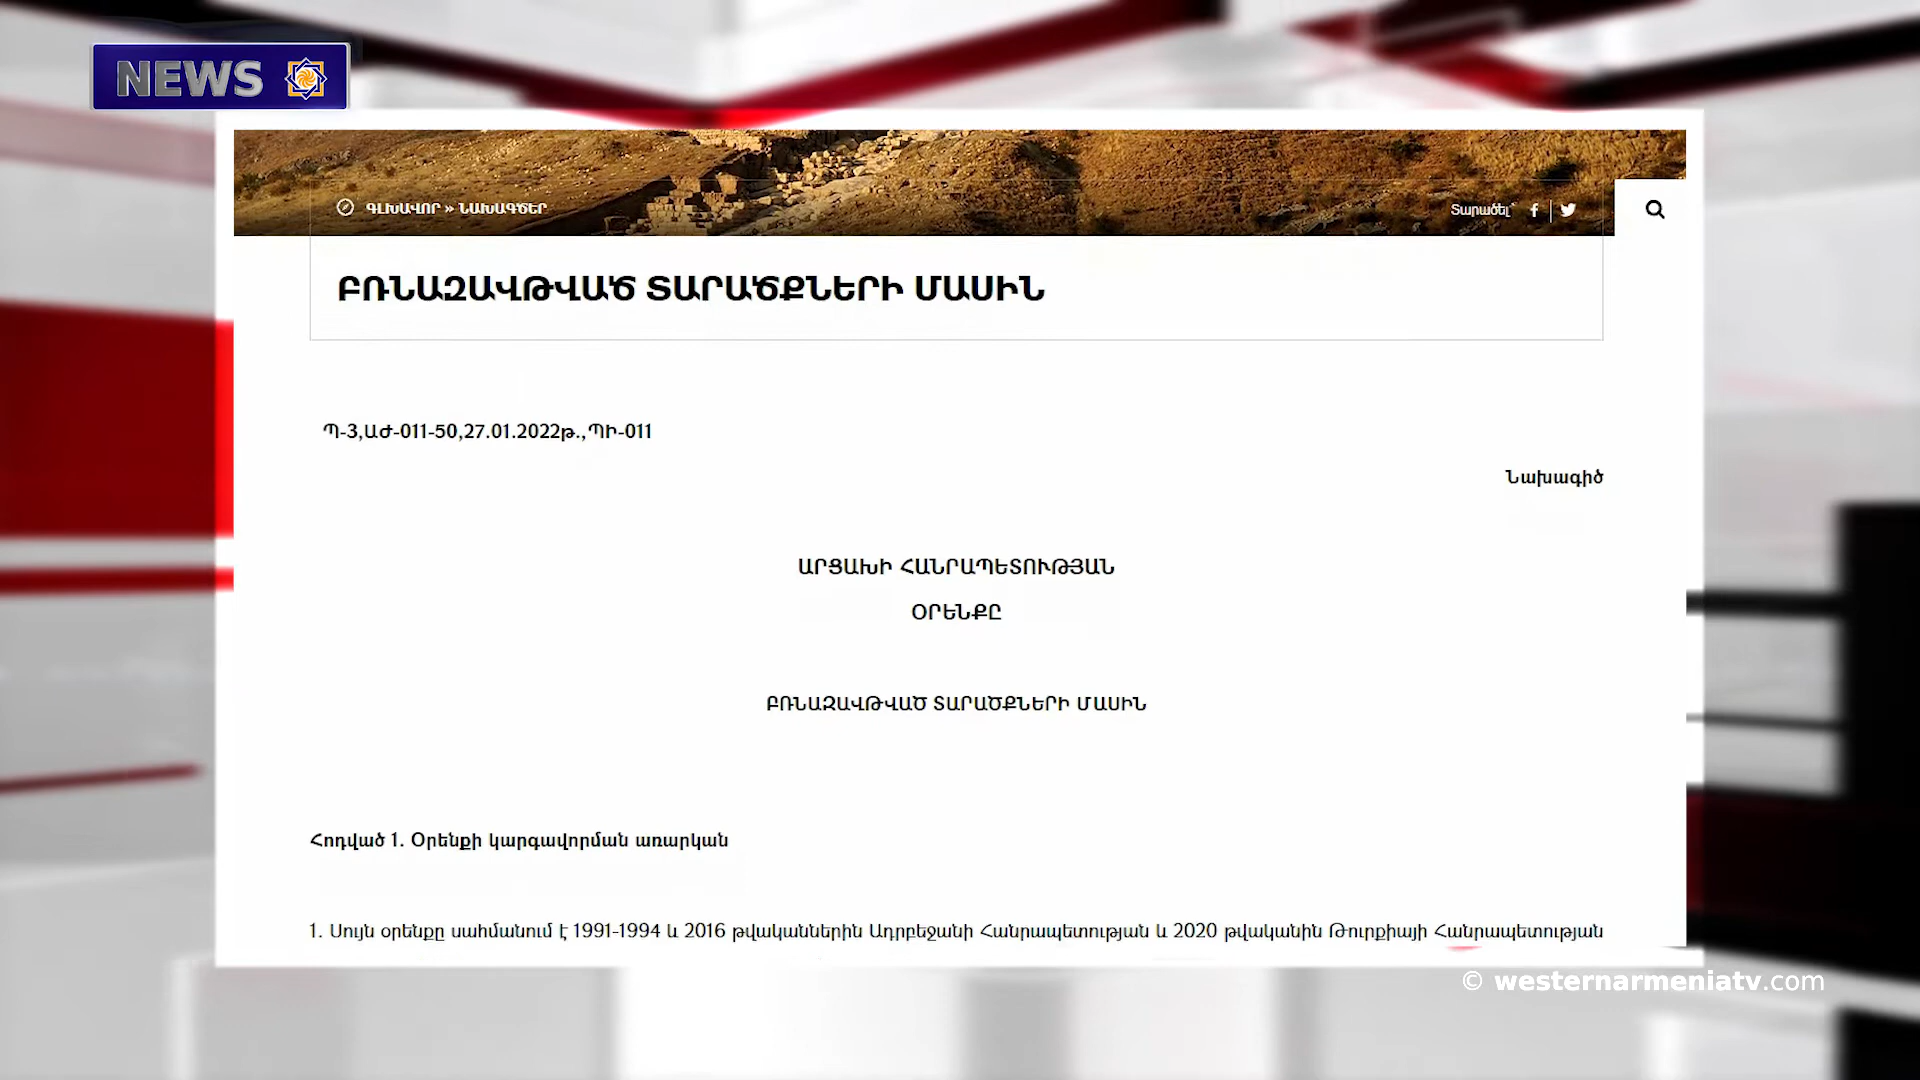 NEWS
ԳԼԽԱՎՈՐ » ՆԱԽԱԳԾԵՐ
Տարածել՝
ԲՌՆԱԶԱՎԹՎԱԾ ՏԱՐԱԾՔՆԵՐԻ ՄԱՍԻՆ
Պ-3,ԱԺ-011-50,27.01.2022թ.,ՊԻ-011
Նախագիծ
ԱՐՑԱԽԻ ՀԱՆՐԱՊԵՏՈՒԹՅԱՆ
ՕՐԵՆՔԸ
ԲՌՆԱԶԱՎԹՎԱԾ ՏԱՐԱԾՔՆԵՐԻ ՄԱՍԻՆ
Հոդված 1. Օրենքի կարգավորման առարկան
1. Սույն օրենքը սահմանում է 1991-1994 և 2016 թվականներին Ադրբեջանի Հանրապետության և 2020 թվականին Թուրքիայի Հանրապետության
© westernarmeniatv.com